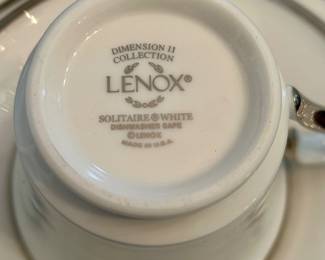 DIMENSION II
COLLECTION
LENOX®
SOLITAIRE® WHITE
DISHWASHER SAFE
© LENOX
MADE IN U.S.A.